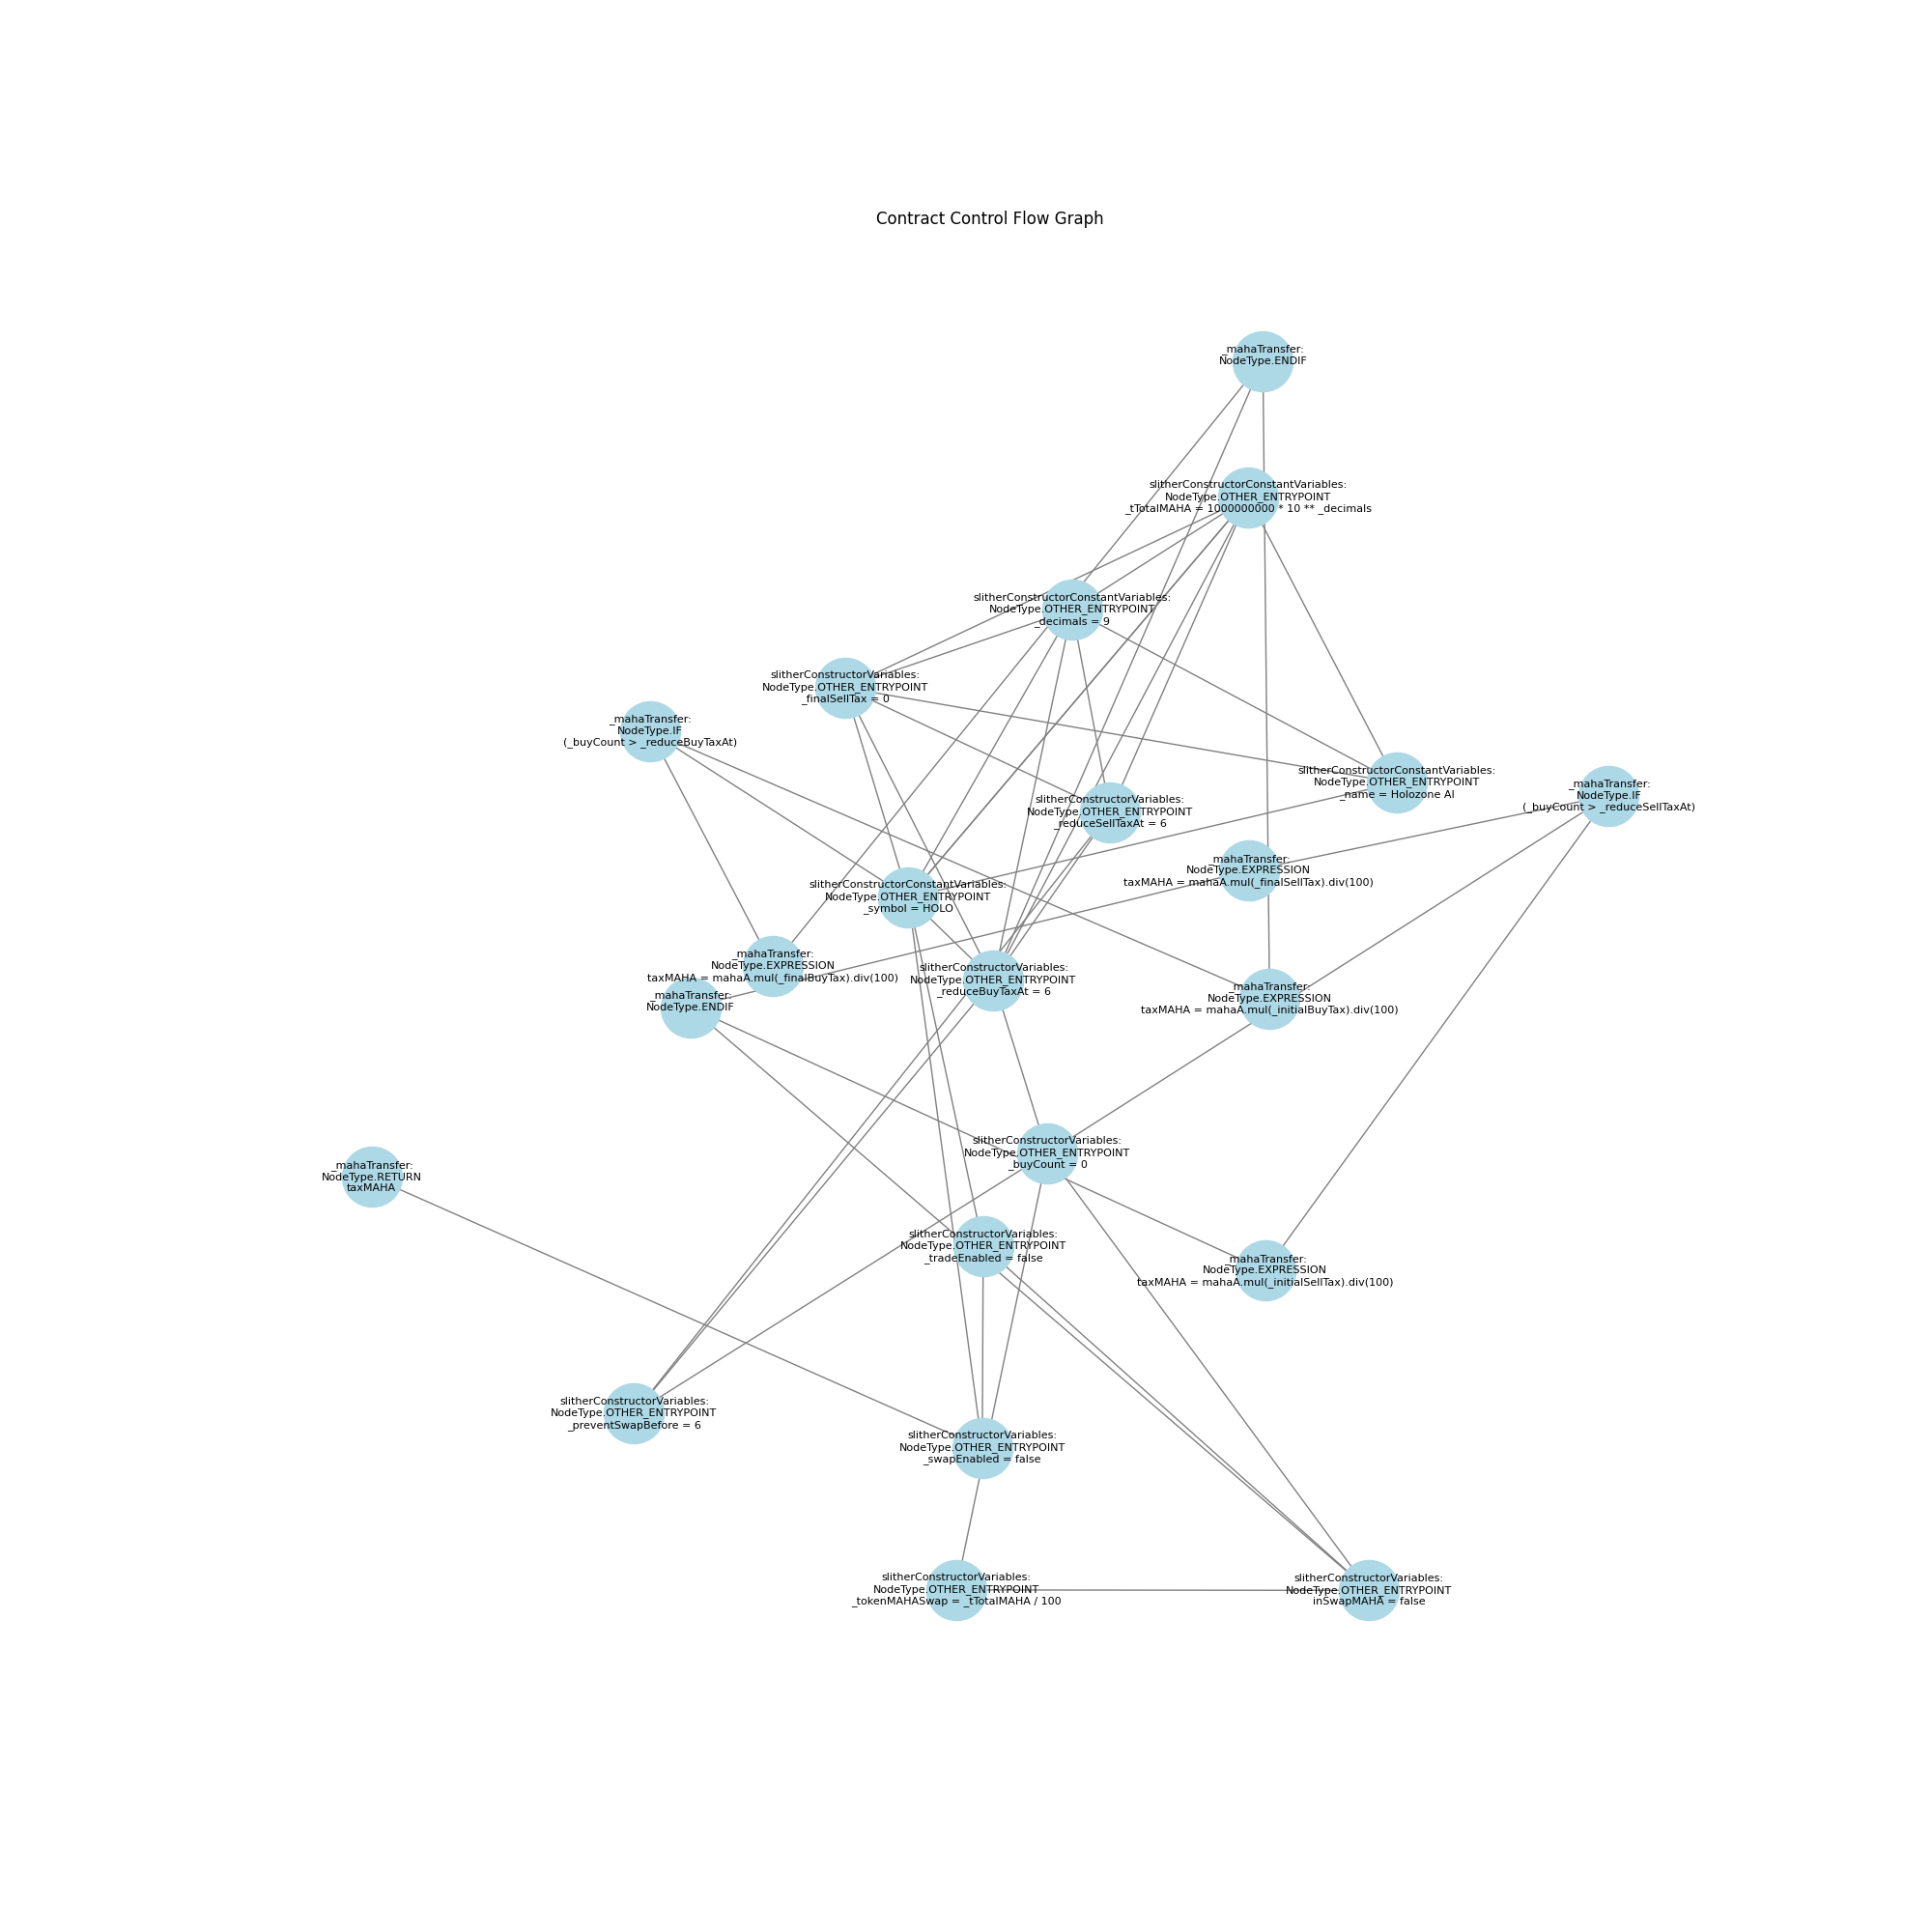 Contract Control Flow Graph
_mahaTransfer:
NodeType.ENDIF
slitherConstructorConstantVariables:
NodeType.OTHER_ENTRYPOINT
_tTotalMAHA = 1000000000 * 10 ** _decimals
slitherConstructorConstantVariables:
NodeType.OTHER_ENTRYPOINT
_decimals = 9
slitherConstructorVariables:
NodeType.OTHER_ENTRYPOINT
_finalSellTax = 0
_mahaTransfer:
NodeType.IF
(_buyCount > _reduceBuyTaxAt)
slitherConstructorConstantVariables:
NodeType.OTHER_ENTRYPOINT
_name = Holozone AI
_mahaTransfer:
NodeType.IF
(_buyCount > _reduceSellTaxAt)
slitherConstructorVariables:
NodeType.OTHER_ENTRYPOINT
_reduceSellTaxAt = 6
_mahaTransfer:
NodeType.EXPRESSION
taxMAHA = mahaA.mul(_finalSellTax).div(100)
slitherConstructorConstantVariables:
NodeType.OTHER_ENTRYPOINT
_symbol = HOLO
_mahaTransfer:
NodeType.EXPRESSION
taxMAHA = mahaA.mul(_finalBuyTax).div(100)
slitherConstructorVariables:
NodeType.OTHER_ENTRYPOINT
_reduceBuyTaxAt = 6
_mahaTransfer:
NodeType.EXPRESSION
taxMAHA = mahaA.mul(_initialBuyTax).div(100)
_mahaTransfer:
NodeType.ENDIF
slitherConstructorVariables:
NodeType.OTHER_ENTRYPOINT
_buyCount = 0
_mahaTransfer:
NodeType.RETURN
taxMAHA
slitherConstructorVariables:
NodeType.OTHER_ENTRYPOINT
_tradeEnabled = false
_mahaTransfer:
NodeType.EXPRESSION
taxMAHA = mahaA.mul(_initialSellTax).div(100)
slitherConstructorVariables:
NodeType.OTHER_ENTRYPOINT
_preventSwapBefore = 6
slitherConstructorVariables:
NodeType.OTHER_ENTRYPOINT
_swapEnabled = false
slitherConstructorVariables:
NodeType.OTHER_ENTRYPOINT
_tokenMAHASwap = _tTotalMAHA / 100
slitherConstructorVariables:
NodeType.OTHER_ENTRYPOINT
inSwapMAHA = false